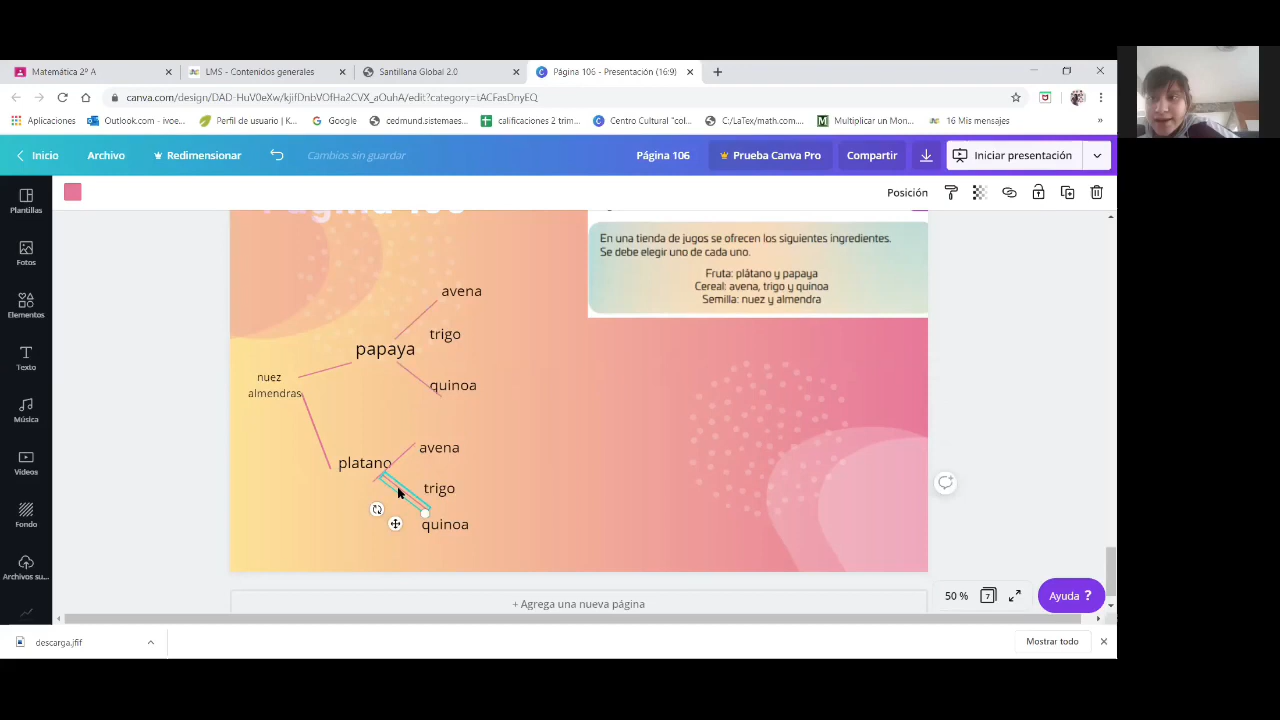 Matemática 2º A
LMS - Contenidos generales
Santillana Global 2.0
Página 106 - Presentación (16:9)
canva.com/design/DAD-HuV0eXw/kjifDnbVOfHa2CVX_aOuhA/edit?category=tACFasDnyEQ
Aplicaciones
Outlook.com - ivoe...
Perfil de usuario | K...
Google
cedmund.sistemaes...
calificaciones 2 trim...
Centro Cultural "col...
C:/LaTex/math.com....
Multiplicar un Mon...
16 Mis mensajes
»
Inicio
Archivo
Redimensionar
Cambios sin guardar
Página 106
Prueba Canva Pro
Compartir
Iniciar presentación
Posición
Plantillas
Fotos
Elementos
Texto
Música
Videos
Fondo
Archivos su...
Página 106
En una tienda de jugos se ofrecen los siguientes ingredientes.
Se debe elegir uno de cada uno.
Fruta: plátano y papaya
Cereal: avena, trigo y quinoa
Semilla: nuez y almendra
avena
trigo
papaya
nuez
almendras
quinoa
avena
platano
trigo
quinoa
+ Agrega una nueva página
50 %
7
Ayuda ?
descarga.jfif
Mostrar todo